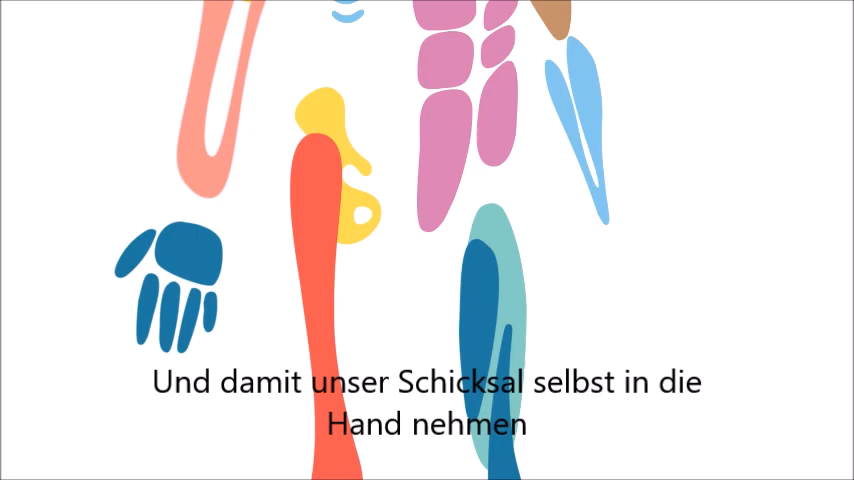 Und damit unser Schicksal selbst in die
Hand nehmen